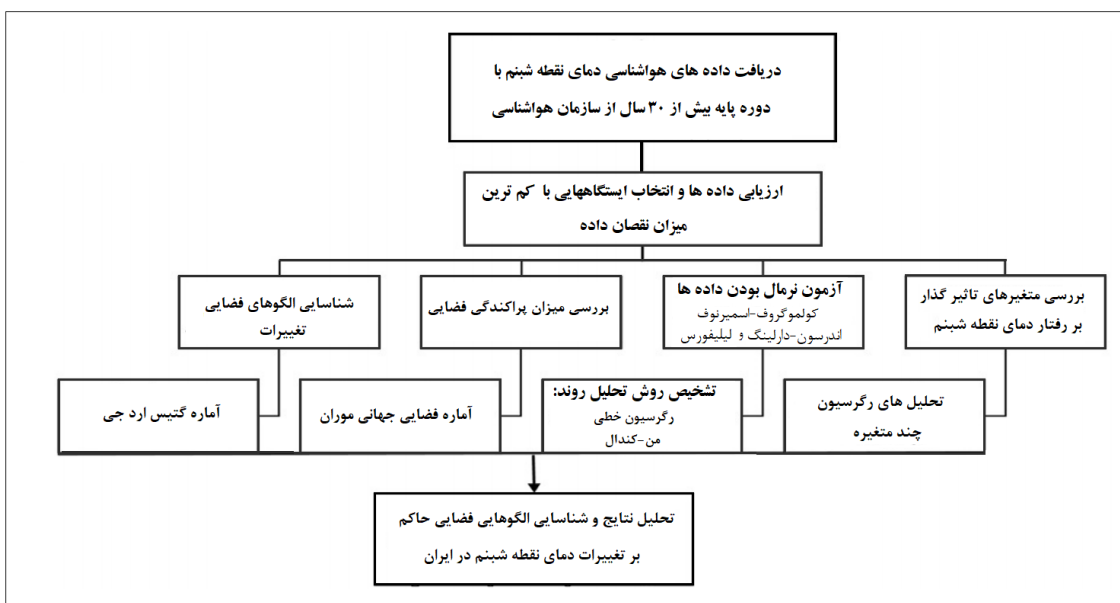 دریافت داده های هواشناسی دمای نقطه شبنم با
دوره پایه بیش از ۳۰ سال از سازمان هواشناسی
ارزیابی داده ها و انتخاب ایستگاههایی با کم ترین
میزان نقصان داده
بررسی متغیرهای تاثیر گذار
بر رفتار دمای نقطه شبنم
آزمون نرمال بودن داده ها
کولموگروف-اسمیرنوف
اندرسون-دارلینگ و لیلیفورس
بررسی میزان پراکندگی فضایی
شناسایی الگوهای فضایی
تغییرات
تحلیل های رگرسیون
چند متغیره
تشخیص روش تحلیل روند:
رگرسیون خطی
من-کندال
آماره فضایی جهانی موران
آماره گتیس ارد جی
تحلیل نتایج و شناسایی الگوهایی فضایی حاکم
بر تغییرات دمای نقطه شبنم در ایران